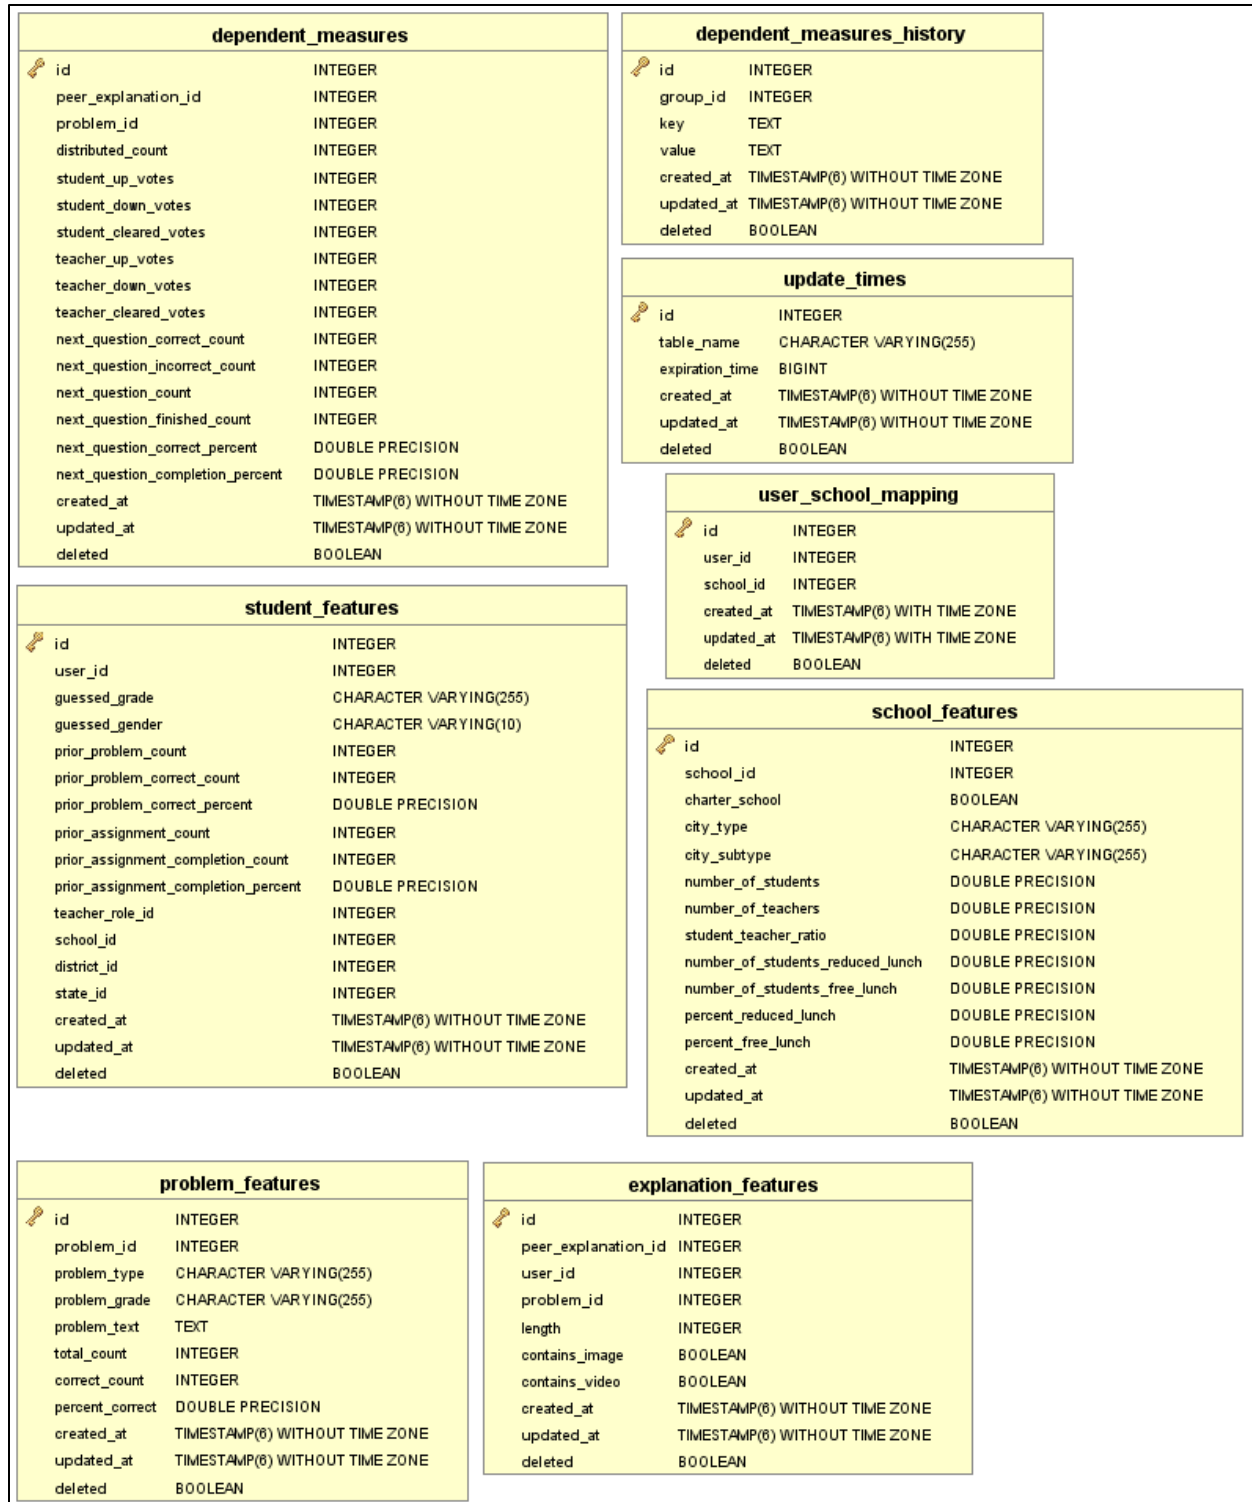 dependent_measures
id INTEGER
peer_explanation_id INTEGER
problem_id INTEGER
distributed_count INTEGER
student_up_votes INTEGER
student_down_votes INTEGER
student_cleared_votes INTEGER
teacher_up_votes INTEGER
teacher_down_votes INTEGER
teacher_cleared_votes INTEGER
next_question_correct_count INTEGER
next_question_incorrect_count INTEGER
next_question_count INTEGER
next_question_finished_count INTEGER
next_question_correct_percent DOUBLE PRECISION
next_question_completion_percent DOUBLE PRECISION
created_at TIMESTAMP(6) WITHOUT TIME ZONE
updated_at TIMESTAMP(6) WITHOUT TIME ZONE
deleted BOOLEAN
dependent_measures_history
id INTEGER
group_id INTEGER
key TEXT
value TEXT
created_at TIMESTAMP(6) WITHOUT TIME ZONE
updated_at TIMESTAMP(6) WITHOUT TIME ZONE
deleted BOOLEAN
update_times
id INTEGER
table_name CHARACTER VARYING(255)
expiration_time BIGINT
created_at TIMESTAMP(6) WITHOUT TIME ZONE
updated_at TIMESTAMP(6) WITHOUT TIME ZONE
deleted BOOLEAN
user_school_mapping
id INTEGER
user_id INTEGER
school_id INTEGER
created_at TIMESTAMP(6) WITH TIME ZONE
updated_at TIMESTAMP(6) WITH TIME ZONE
deleted BOOLEAN
student_features
id INTEGER
user_id INTEGER
guessed_grade CHARACTER VARYING(255)
guessed_gender CHARACTER VARYING(10)
prior_problem_count INTEGER
prior_problem_correct_count INTEGER
prior_problem_correct_percent DOUBLE PRECISION
prior_assignment_count INTEGER
prior_assignment_completion_count INTEGER
prior_assignment_completion_percent DOUBLE PRECISION
teacher_role_id INTEGER
school_id INTEGER
district_id INTEGER
state_id INTEGER
created_at TIMESTAMP(6) WITHOUT TIME ZONE
updated_at TIMESTAMP(6) WITHOUT TIME ZONE
deleted BOOLEAN
school_features
id INTEGER
school_id INTEGER
charter_school BOOLEAN
city_type CHARACTER VARYING(255)
city_subtype CHARACTER VARYING(255)
number_of_students DOUBLE PRECISION
number_of_teachers DOUBLE PRECISION
student_teacher_ratio DOUBLE PRECISION
number_of_students_reduced_lunch DOUBLE PRECISION
number_of_students_free_lunch DOUBLE PRECISION
percent_reduced_lunch DOUBLE PRECISION
percent_free_lunch DOUBLE PRECISION
created_at TIMESTAMP(6) WITHOUT TIME ZONE
updated_at TIMESTAMP(6) WITHOUT TIME ZONE
deleted BOOLEAN
problem_features
id INTEGER
problem_id INTEGER
problem_type CHARACTER VARYING(255)
problem_grade CHARACTER VARYING(255)
problem_text TEXT
total_count INTEGER
correct_count INTEGER
percent_correct DOUBLE PRECISION
created_at TIMESTAMP(6) WITHOUT TIME ZONE
updated_at TIMESTAMP(6) WITHOUT TIME ZONE
deleted BOOLEAN
explanation_features
id INTEGER
peer_explanation_id INTEGER
user_id INTEGER
problem_id INTEGER
length INTEGER
contains_image BOOLEAN
contains_video BOOLEAN
created_at TIMESTAMP(6) WITHOUT TIME ZONE
updated_at TIMESTAMP(6) WITHOUT TIME ZONE
deleted BOOLEAN